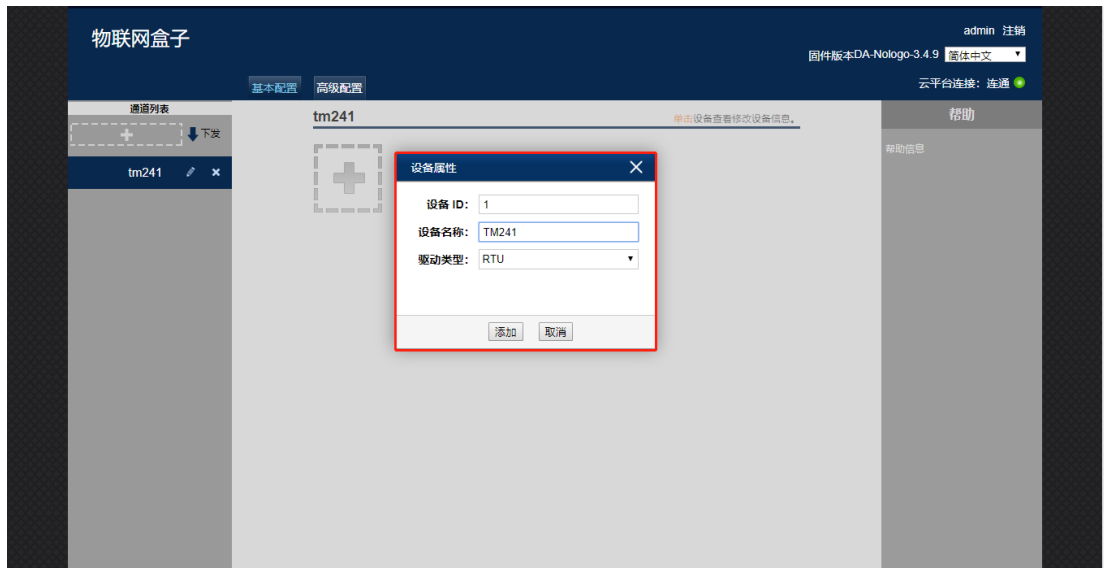 物联网盒子
admin 注销
固件版本DA-Nologo-3.4.9 简体中文
基本配置 高级配置
云平台连接：连通
通道列表
下发
tm241
tm241
单击设备查看修改设备信息。
设备属性
设备 ID： 1
设备名称： TM241
驱动类型： RTU
添加 取消
帮助
帮助信息